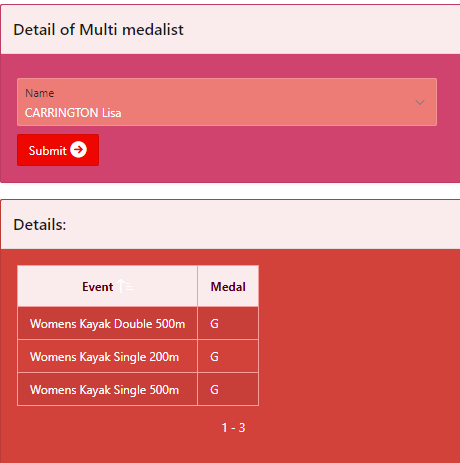 Detail of Multi medalist
Name
CARRINGTON Lisa
Submit
Details:
Event Medal
Womens Kayak Double 500m G
Womens Kayak Single 200m G
Womens Kayak Single 500m G
1 - 3